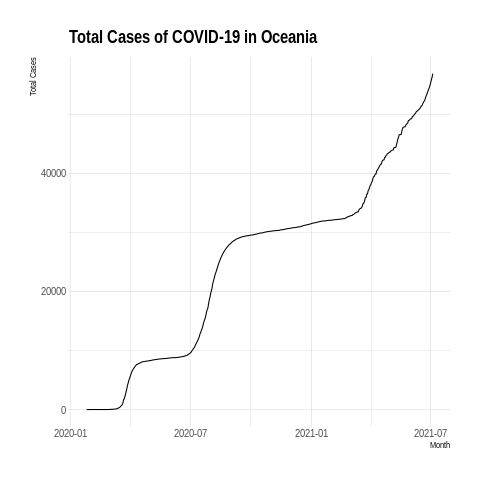 Total Cases of COVID-19 in Oceania
Total Cases
40000
20000
0
2020-01 2020-07 2021-01 2021-07
Month